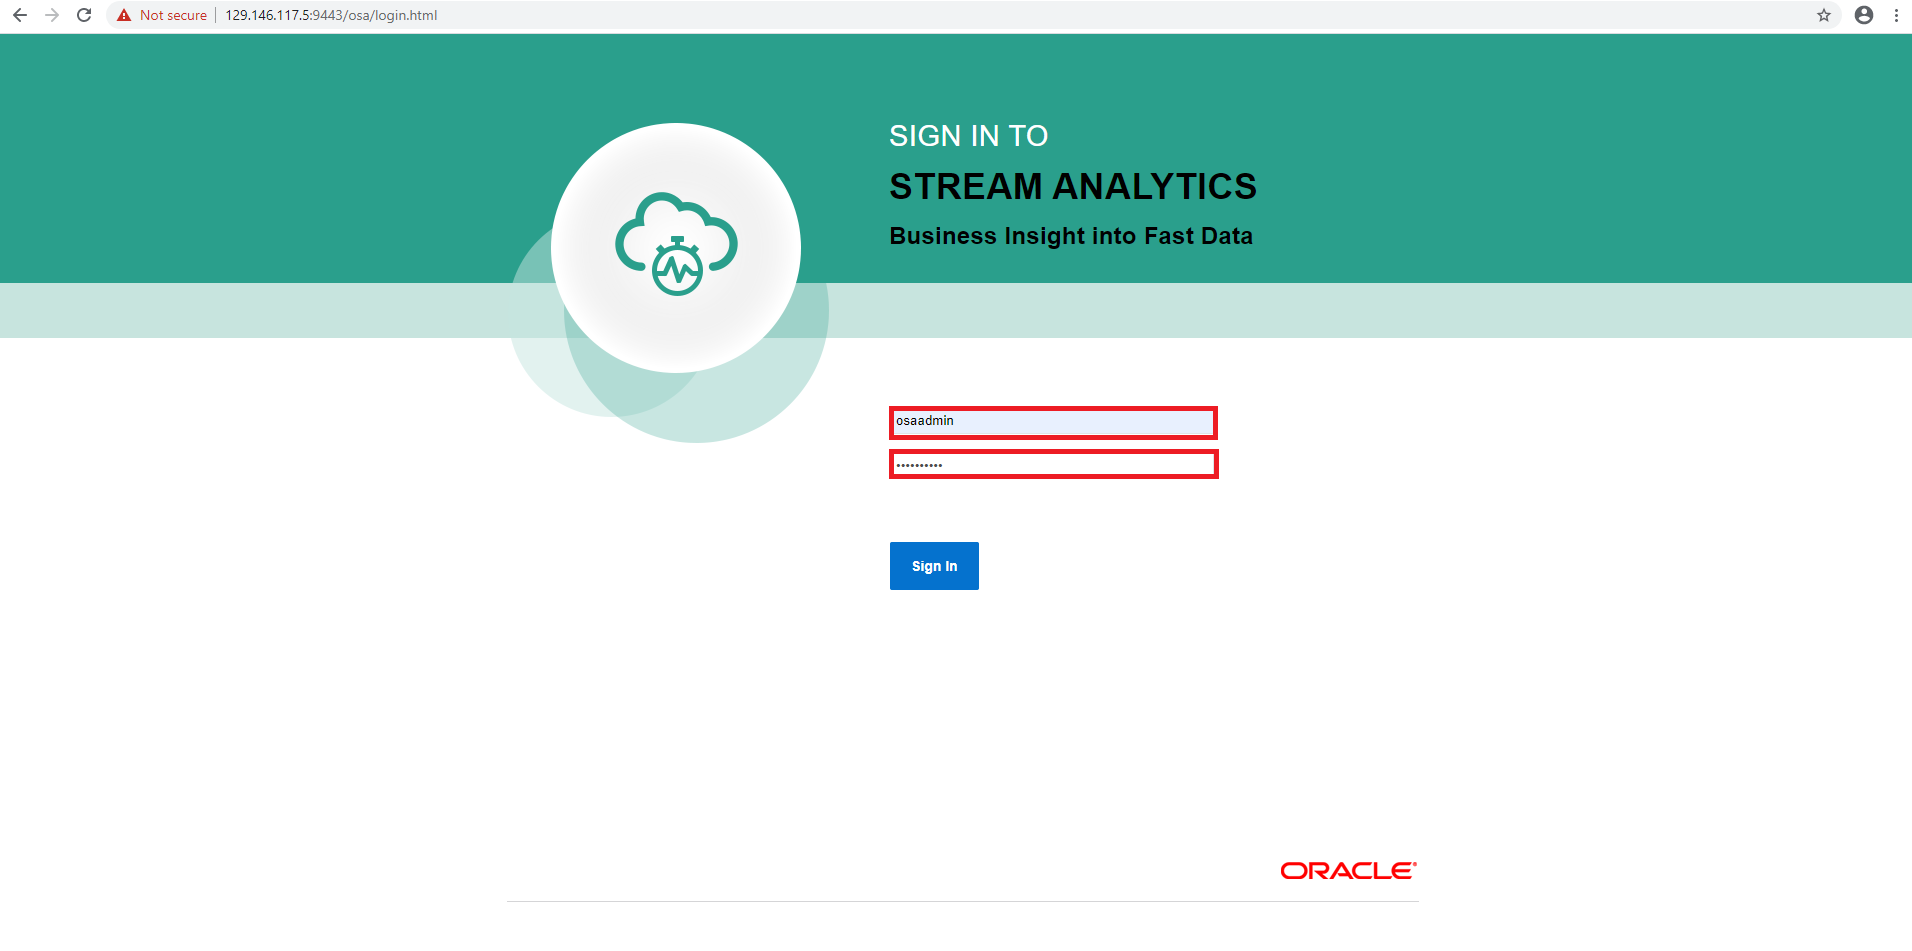 Not secure 129.146.117.5:9443/osa/login.html
SIGN IN TO
STREAM ANALYTICS
Business Insight into Fast Data
osaadmin
••••••••••
Sign In
ORACLE®